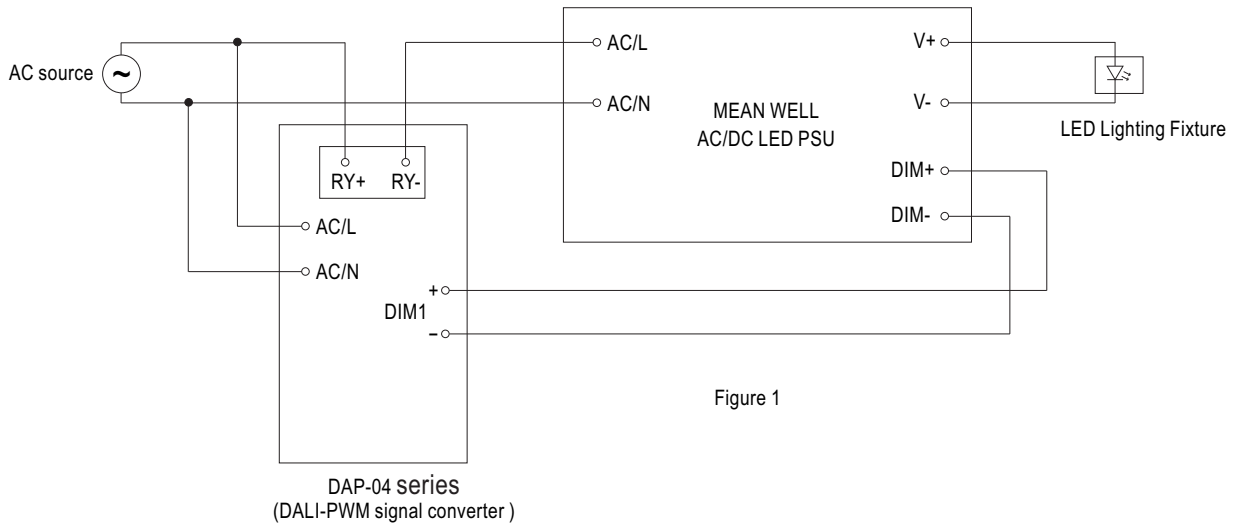 AC source
~
AC/L
AC/N
MEAN WELL
AC/DC LED PSU
V+
V-
DIM+
DIM-
LED Lighting Fixture
RY+ RY-
AC/L
AC/N
+
DIM1
-
Figure 1
DAP-04 series
(DALI-PWM signal converter )